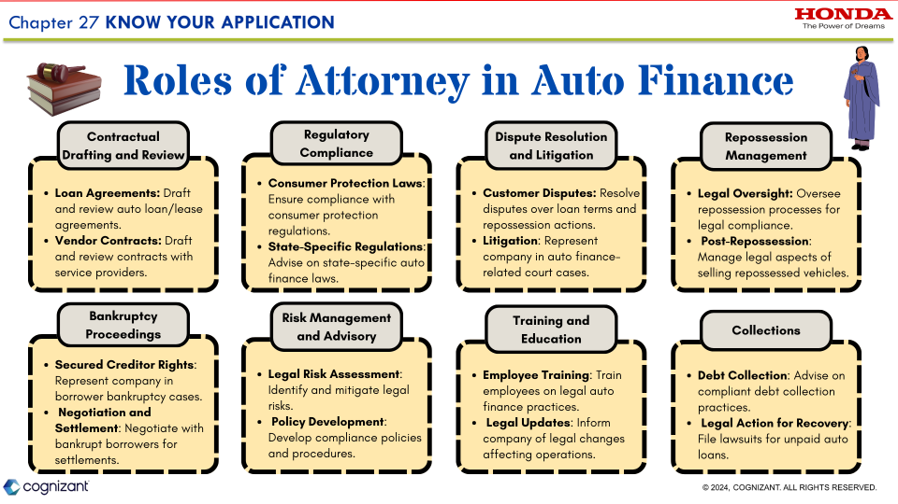 Chapter 27 KNOW YOUR APPLICATION
HONDA
The Power of Dreams
Roles of Attorney in Auto Finance
Contractual
Drafting and Review
• Loan Agreements: Draft
and review auto loan/lease
agreements.
• Vendor Contracts: Draft
and review contracts with
service providers.
Regulatory
Compliance
• Consumer Protection Laws:
Ensure compliance with
consumer protection
regulations.
• State-Specific Regulations:
Advise on state-specific auto
finance laws.
Dispute Resolution
and Litigation
• Customer Disputes: Resolve
disputes over loan terms and
repossession actions.
• Litigation: Represent
company in auto finance-
related court cases.
Repossession
Management
• Legal Oversight: Oversee
repossession processes for
legal compliance.
• Post-Repossession:
Manage legal aspects of
selling repossessed vehicles.
Bankruptcy
Proceedings
• Secured Creditor Rights:
Represent company in
borrower bankruptcy cases.
• Negotiation and
Settlement: Negotiate with
bankrupt borrowers for
settlements.
Risk Management
and Advisory
• Legal Risk Assessment:
Identify and mitigate legal
risks.
• Policy Development:
Develop compliance policies
and procedures.
Training and
Education
• Employee Training: Train
employees on legal auto
finance practices.
• Legal Updates: Inform
company of legal changes
affecting operations.
Collections
• Debt Collection: Advise on
compliant debt collection
practices.
• Legal Action for Recovery:
File lawsuits for unpaid auto
loans.
cognizant
© 2024, COGNIZANT. ALL RIGHTS RESERVED.